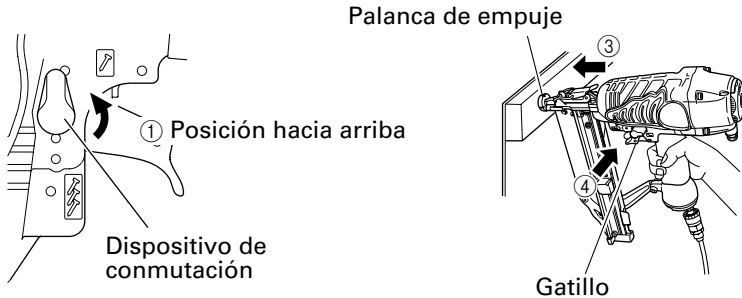 Palanca de empuje
③
① Posición hacia arriba
④
Dispositivo de
conmutación
Gatillo